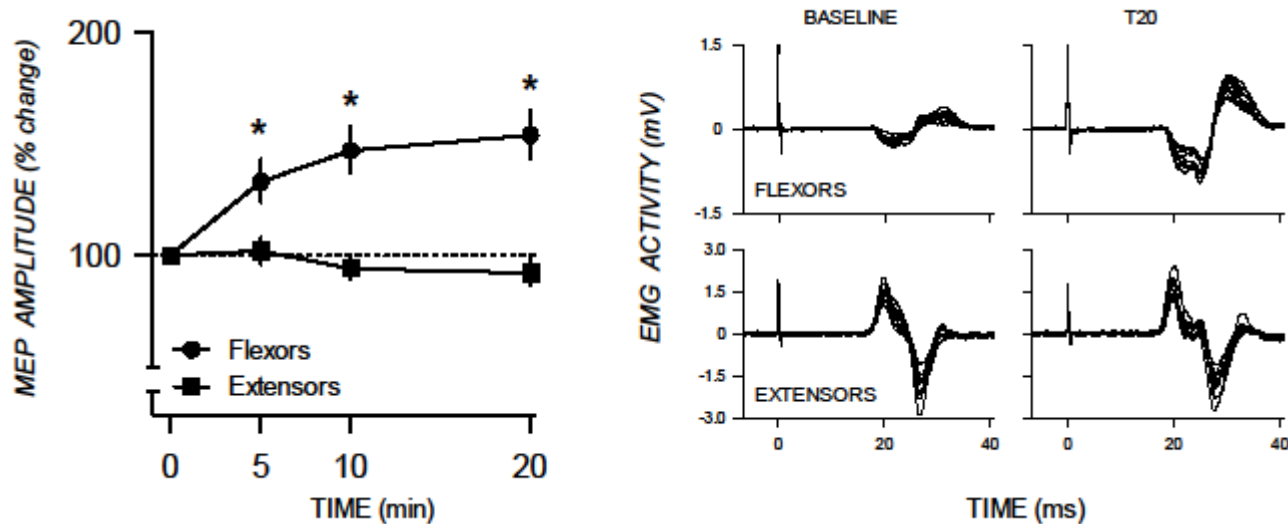 200
100
MEP AMPLITUDE (% change)
*
*
*
Flexors
Extensors
0
5
10
20
TIME (min)
BASELINE
T20
EMG ACTIVITY (mV)
1.5
0
-1.5
FLEXORS
3.0
1.5
0
-1.5
-3.0
EXTENSORS
0
20
40
0
20
40
TIME (ms)